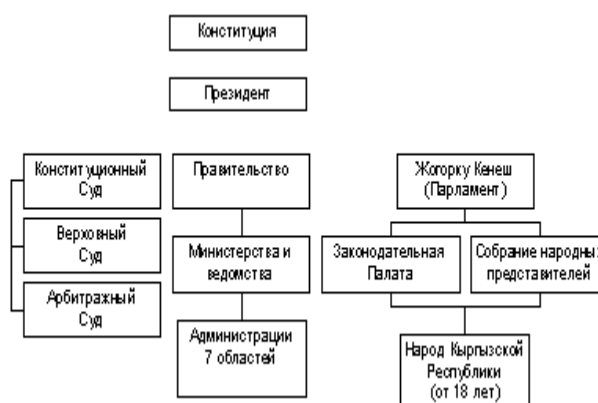 Конституция
Президент
Конституционный
Суд
Правительство
Жогорку Кенеш
(Парламент)
Верховный
Суд
Министерства и
ведомства
Законодательная
Палата
Собрание народных
представителей
Арбитражный
Суд
Администрации
7 областей
Народ Кыргызской
Республики
(от 18 лет)